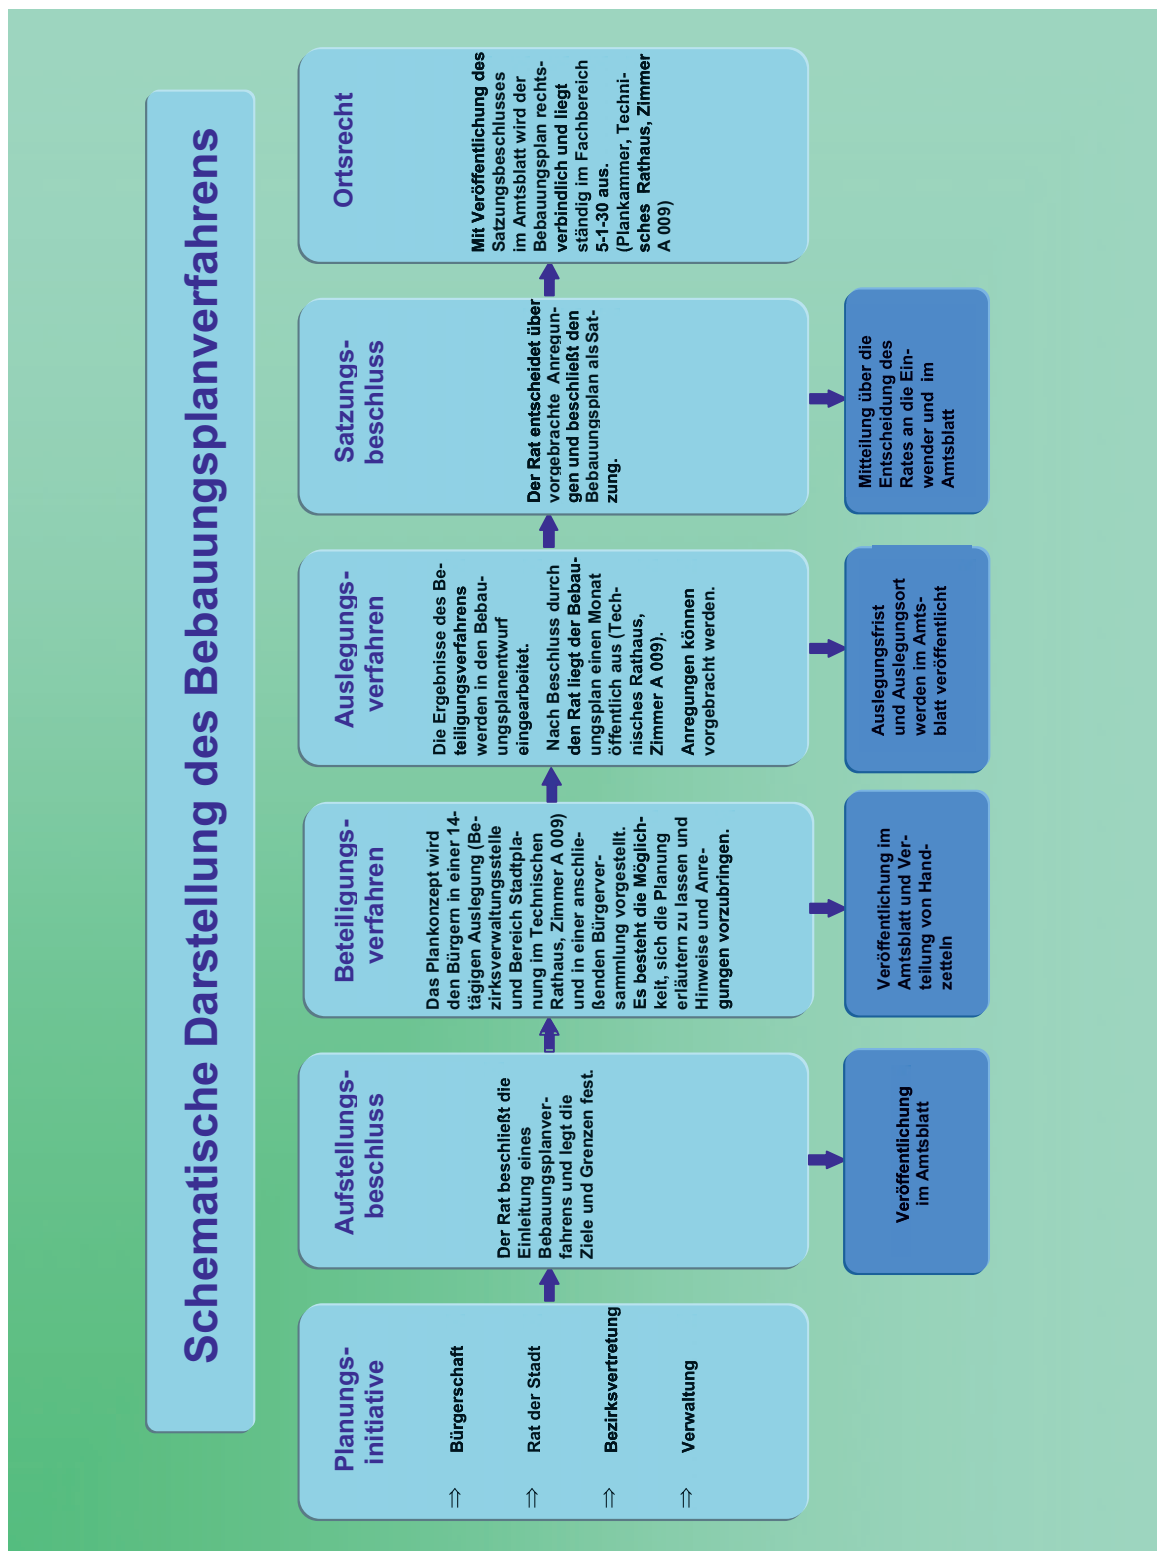 Schematische Darstellung des Bebauungsplanverfahrens
Planungs-
initiative
⇒ Bürgerschaft
⇒ Rat der Stadt
⇒ Bezirksvertretung
⇒ Verwaltung
Aufstellungs-
beschluss
Der Rat beschließt die
Einleitung eines
Bebauungsplanver-
fahrens und legt die
Ziele und Grenzen fest.
Veröffentlichung
im Amtsblatt
Beteiligungs-
verfahren
Das Plankonzept wird
den Bürgern in einer 14-
tägigen Auslegung (Be-
zirksverwaltungsstelle
und Bereich Stadtpla-
nung im Technischen
Rathaus, Zimmer A 009)
und in einer anschlie-
ßenden Bürgerver-
sammlung vorgestellt.
Es besteht die Möglich-
keit, sich die Planung
erläutern zu lassen und
Hinweise und Anre-
gungen vorzubringen.
Veröffentlichung im
Amtsblatt und Ver-
teilung von Hand-
zetteln
Auslegungs-
verfahren
Die Ergebnisse des Be-
teiligungsverfahrens
werden in den Bebau-
ungsplanentwurf
eingearbeitet.
Nach Beschluss durch
den Rat liegt der Bebau-
ungsplan einen Monat
öffentlich aus (Tech-
nisches Rathaus,
Zimmer A 009).
Anregungen können
vorgebracht werden.
Auslegungsfrist
und Auslegungsort
werden im Amts-
blatt veröffentlicht
Satzungs-
beschluss
Der Rat entscheidet über
vorgebrachte Anregun-
gen und beschließt den
Bebauungsplan als Sat-
zung.
Mitteilung über die
Entscheidung des
Rates an die Ein-
wender und im
Amtsblatt
Ortsrecht
Mit Veröffentlichung des
Satzungsbeschlusses
im Amtsblatt wird der
Bebauungsplan rechts-
verbindlich und liegt
ständig im Fachbereich
5-1-30 aus.
(Plankammer, Techni-
sches Rathaus, Zimmer
A 009)